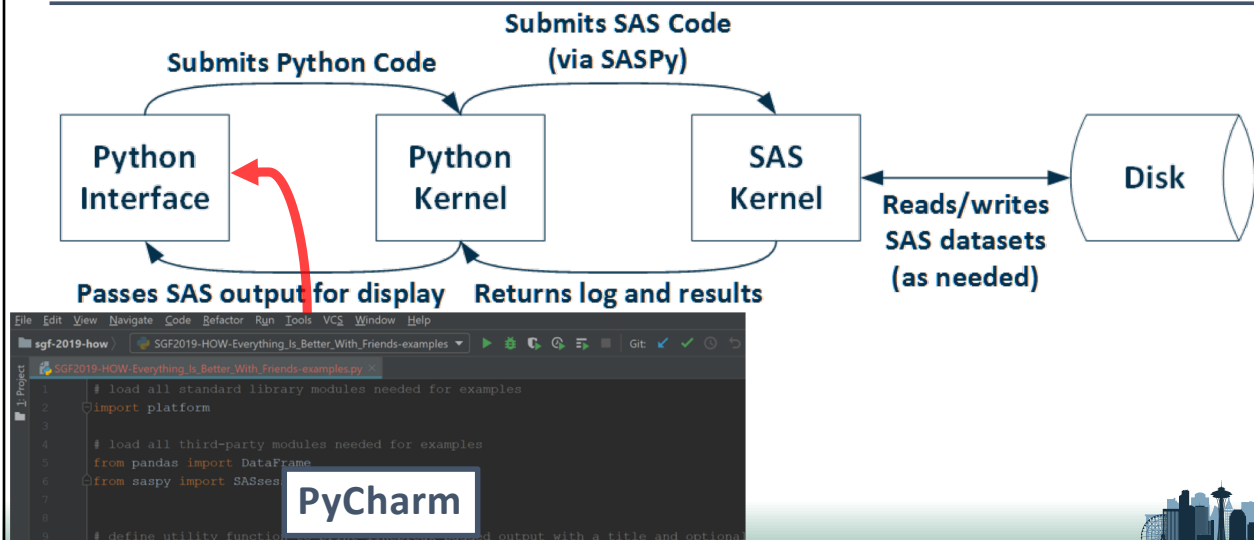 Submits SAS Code
(via SASPy)
Submits Python Code
Python
Interface
Python
Kernel
SAS
Kernel
Disk
Reads/writes
SAS datasets
(as needed)
Passes SAS output for display
Returns log and results
File Edit View Navigate Code Refactor Run Tools VCS Window Help
sgf-2019-how
SGF2019-HOW-Everything_Is_Better_With_Friends-examples
Git:
SGF2019-HOW-Everything_Is_Better_With_Friends-examples.py
1: Project
1 # load all standard library modules needed for examples
2 import platform
3
4 # load all third-party modules needed for examples
5 from pandas import DataFrame
6 from saspy import SASses
7
8
9 # define utility function output with a title and optional
PyCharm